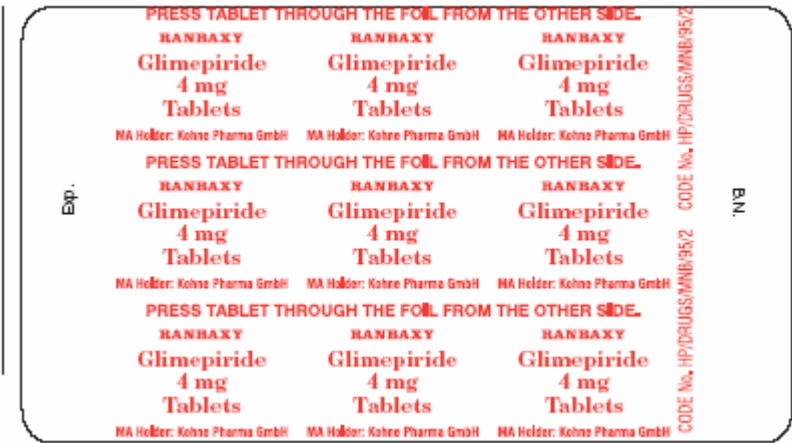 PRESS TABLET THROUGH THE FOIL FROM THE OTHER SIDE.
RANBAXY RANBAXY RANBAXY
Glimepiride Glimepiride Glimepiride
4 mg 4 mg 4 mg
Tablets Tablets Tablets
MA Holder: Kohne Pharma GmbH MA Holder: Kohne Pharma GmbH MA Holder: Kohne Pharma GmbH
PRESS TABLET THROUGH THE FOIL FROM THE OTHER SIDE.
RANBAXY RANBAXY RANBAXY
Glimepiride Glimepiride Glimepiride
4 mg 4 mg 4 mg
Tablets Tablets Tablets
MA Holder: Kohne Pharma GmbH MA Holder: Kohne Pharma GmbH MA Holder: Kohne Pharma GmbH
PRESS TABLET THROUGH THE FOIL FROM THE OTHER SIDE.
RANBAXY RANBAXY RANBAXY
Glimepiride Glimepiride Glimepiride
4 mg 4 mg 4 mg
Tablets Tablets Tablets
MA Holder: Kohne Pharma GmbH MA Holder: Kohne Pharma GmbH MA Holder: Kohne Pharma GmbH
Exp.
CODE No. HP/DRUGS/MNB/95/2 CODE No. HP/DRUGS/MNB/95/2
B.N.